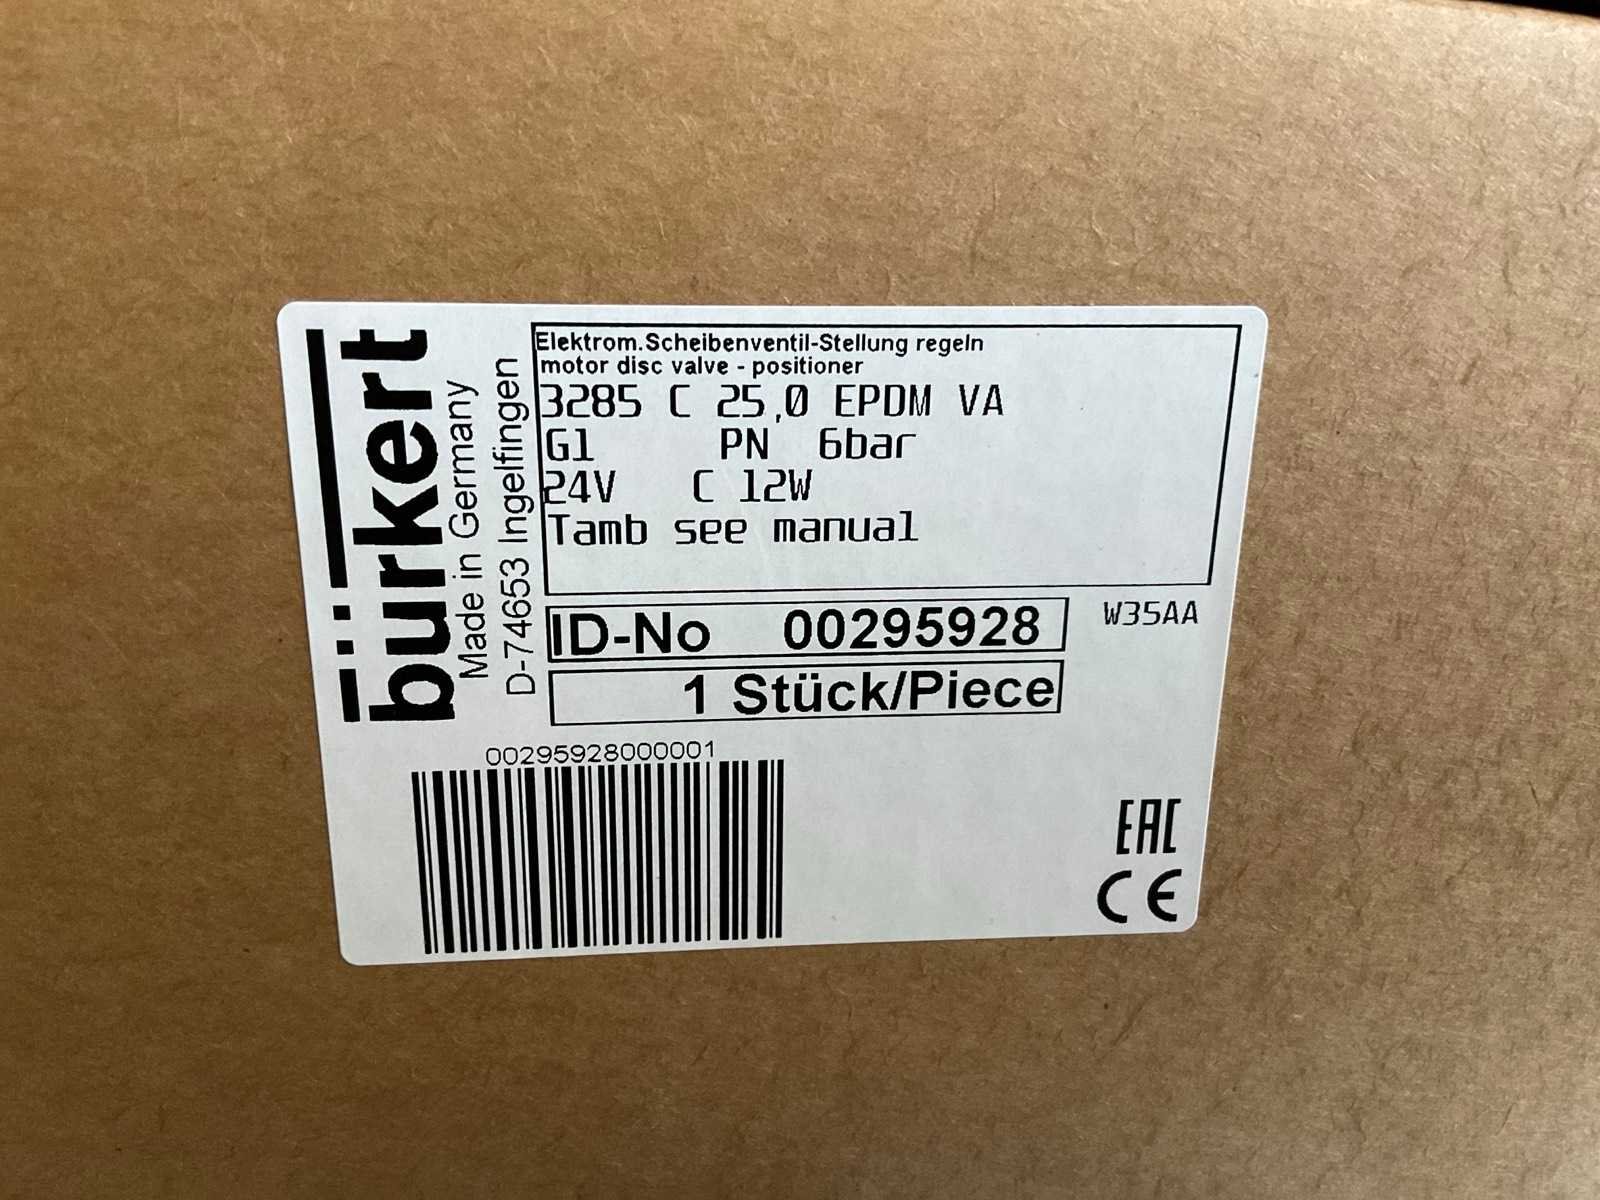 bürkert
Made in Germany
D-74653 Ingelfingen
Elektrom.Scheibenventil-Stellung regeln
motor disc valve - positioner
3285 C 25,0 EPDM VA
G1 PN 6bar
24V C 12W
Tamb see manual
ID-No 00295928
W35AA
1 Stück/Piece
00295928000001
EAC
CE